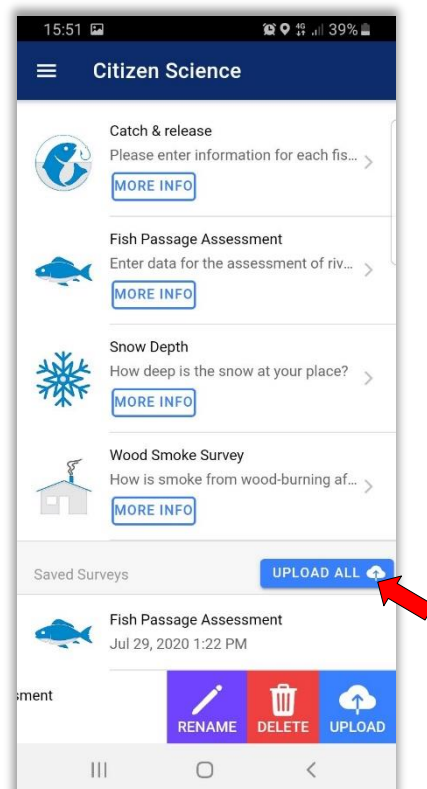 15:51 4G 39%
Citizen Science
Catch & release
Please enter information for each fis...
MORE INFO
Fish Passage Assessment
Enter data for the assessment of riv...
MORE INFO
Snow Depth
How deep is the snow at your place?
MORE INFO
Wood Smoke Survey
How is smoke from wood-burning af...
MORE INFO
Saved Surveys UPLOAD ALL
Fish Passage Assessment
Jul 29, 2020 1:22 PM
sment
RENAME DELETE UPLOAD